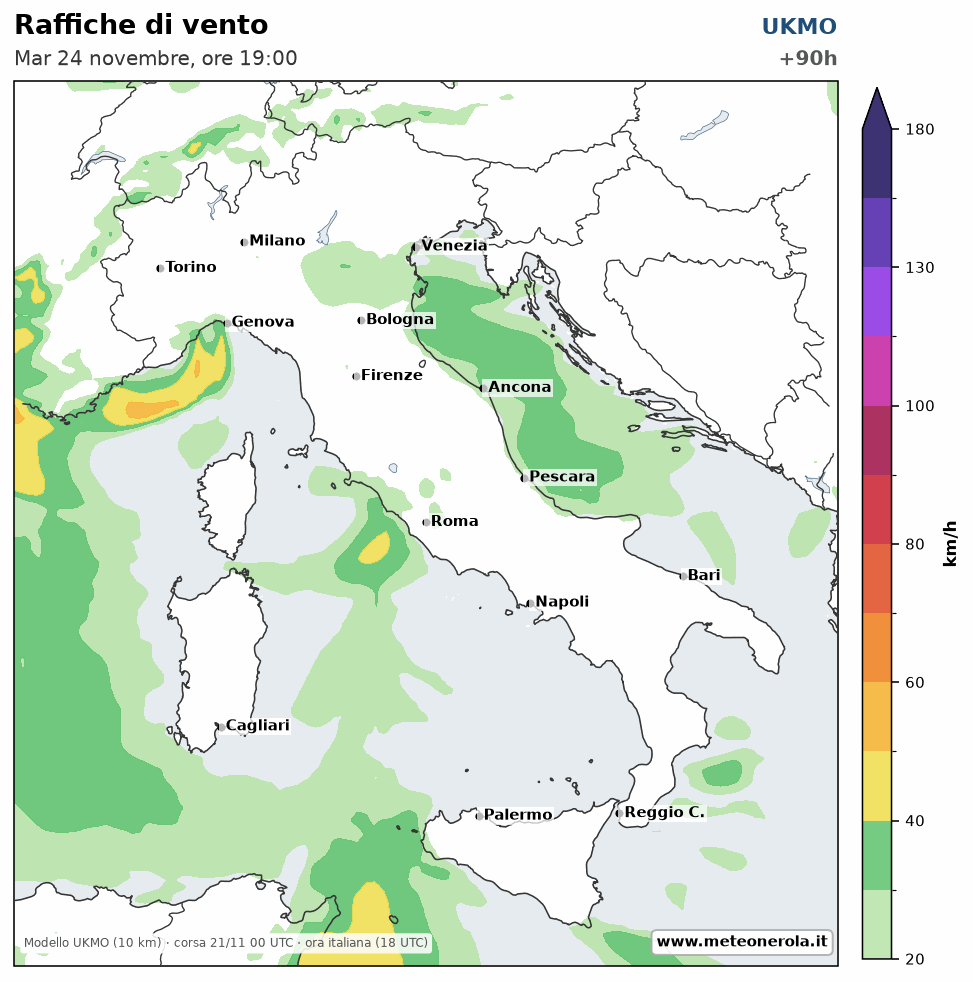 Raffiche di vento
UKMO
Mar 24 novembre, ore 19:00
+90h
180
130
100
80
60
40
20
km/h
Milano
Venezia
Torino
Genova
Bologna
Firenze
Ancona
Pescara
Roma
Bari
Napoli
Cagliari
Palermo
Reggio C.
Modello UKMO (10 km) · corsa 21/11 00 UTC · ora italiana (18 UTC)
www.meteonerola.it